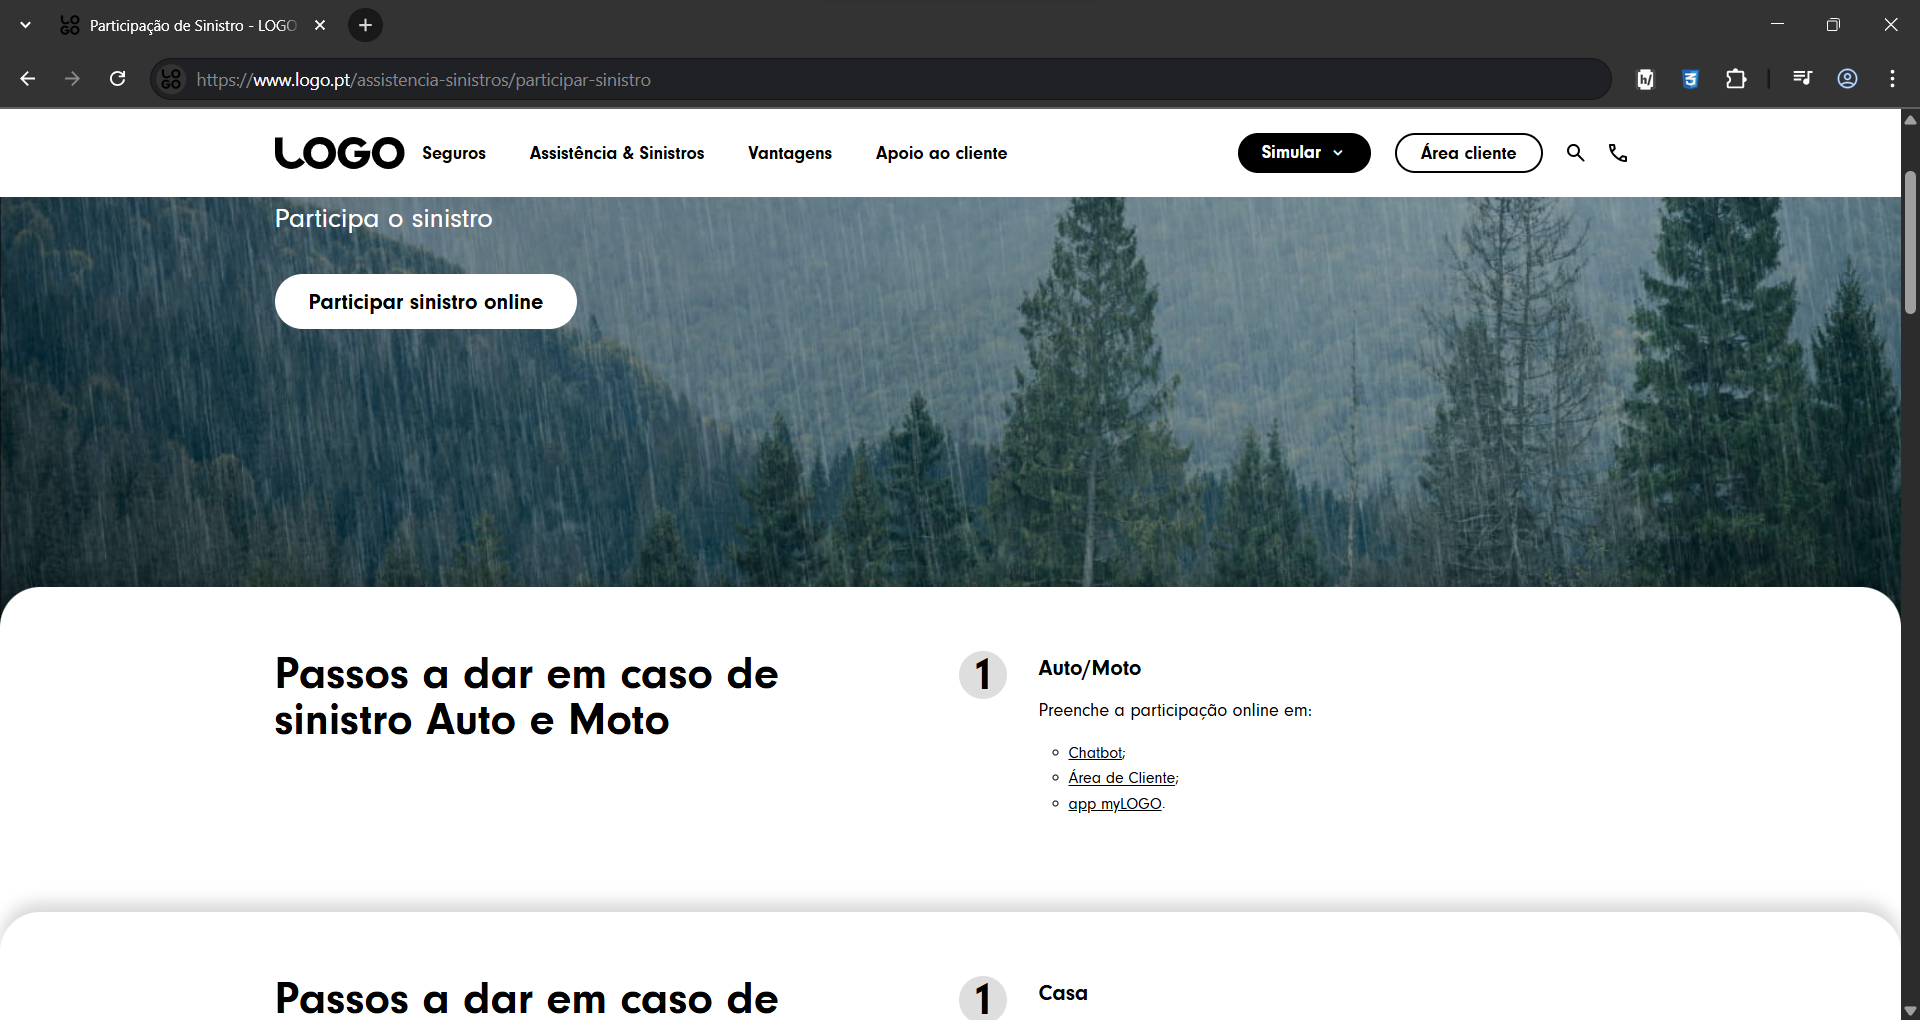 Participação de Sinistro - LOGO
https://www.logo.pt/assistencia-sinistros/participar-sinistro
LOGO Seguros Assistência & Sinistros Vantagens Apoio ao cliente Simular Área cliente
Participa o sinistro
Participar sinistro online
Passos a dar em caso de
sinistro Auto e Moto
1 Auto/Moto
Preenche a participação online em:
Chatbot;
Área de Cliente;
app myLOGO.
Passos a dar em caso de
1 Casa